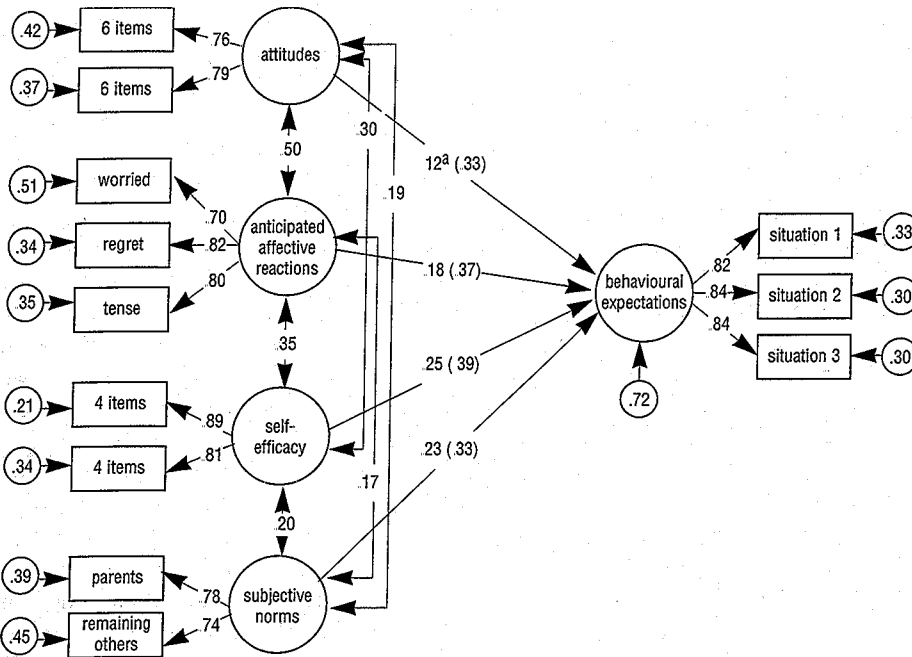 .42
6 items
.76
attitudes
.37
6 items
.79
.30
.50
12ª (.33)
.19
.51
worried
.70
.34
regret
.82
anticipated
affective
reactions
.18 (.37)
.35
tense
.80
behavioural
expectations
.82
situation 1
.33
.84
situation 2
.30
.84
situation 3
.30
.72
.35
.25 (.39)
.21
4 items
.89
self-
efficacy
.34
4 items
.81
.23 (.33)
.17
.20
.39
parents
.78
subjective
norms
.45
remaining
others
.74